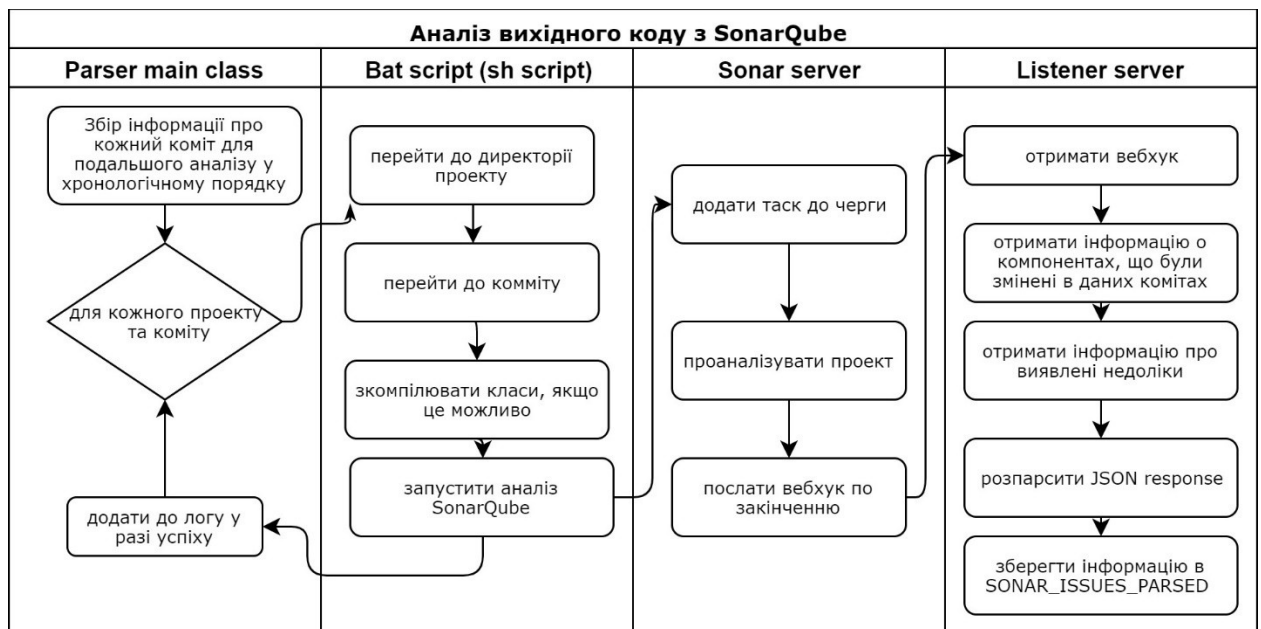 Аналіз вихідного коду з SonarQube
Parser main class
Збір інформації про
кожний коміт для
подальшого аналізу у
хронологічному порядку
для кожного проекту
та коміту
додати до логу у
разі успіху
Bat script (sh script)
перейти до директорії
проекту
перейти до комміту
зкомпілювати класи, якщо
це можливо
запустити аналіз
SonarQube
Sonar server
додати таск до черги
проаналізувати проект
послати вебхук по
закінченню
Listener server
отримати вебхук
отримати інформацію о
компонентах, що були
змінені в даних комітах
отримати інформацію про
виявлені недоліки
розпарсити JSON response
зберегти інформацію в
SONAR_ISSUES_PARSED